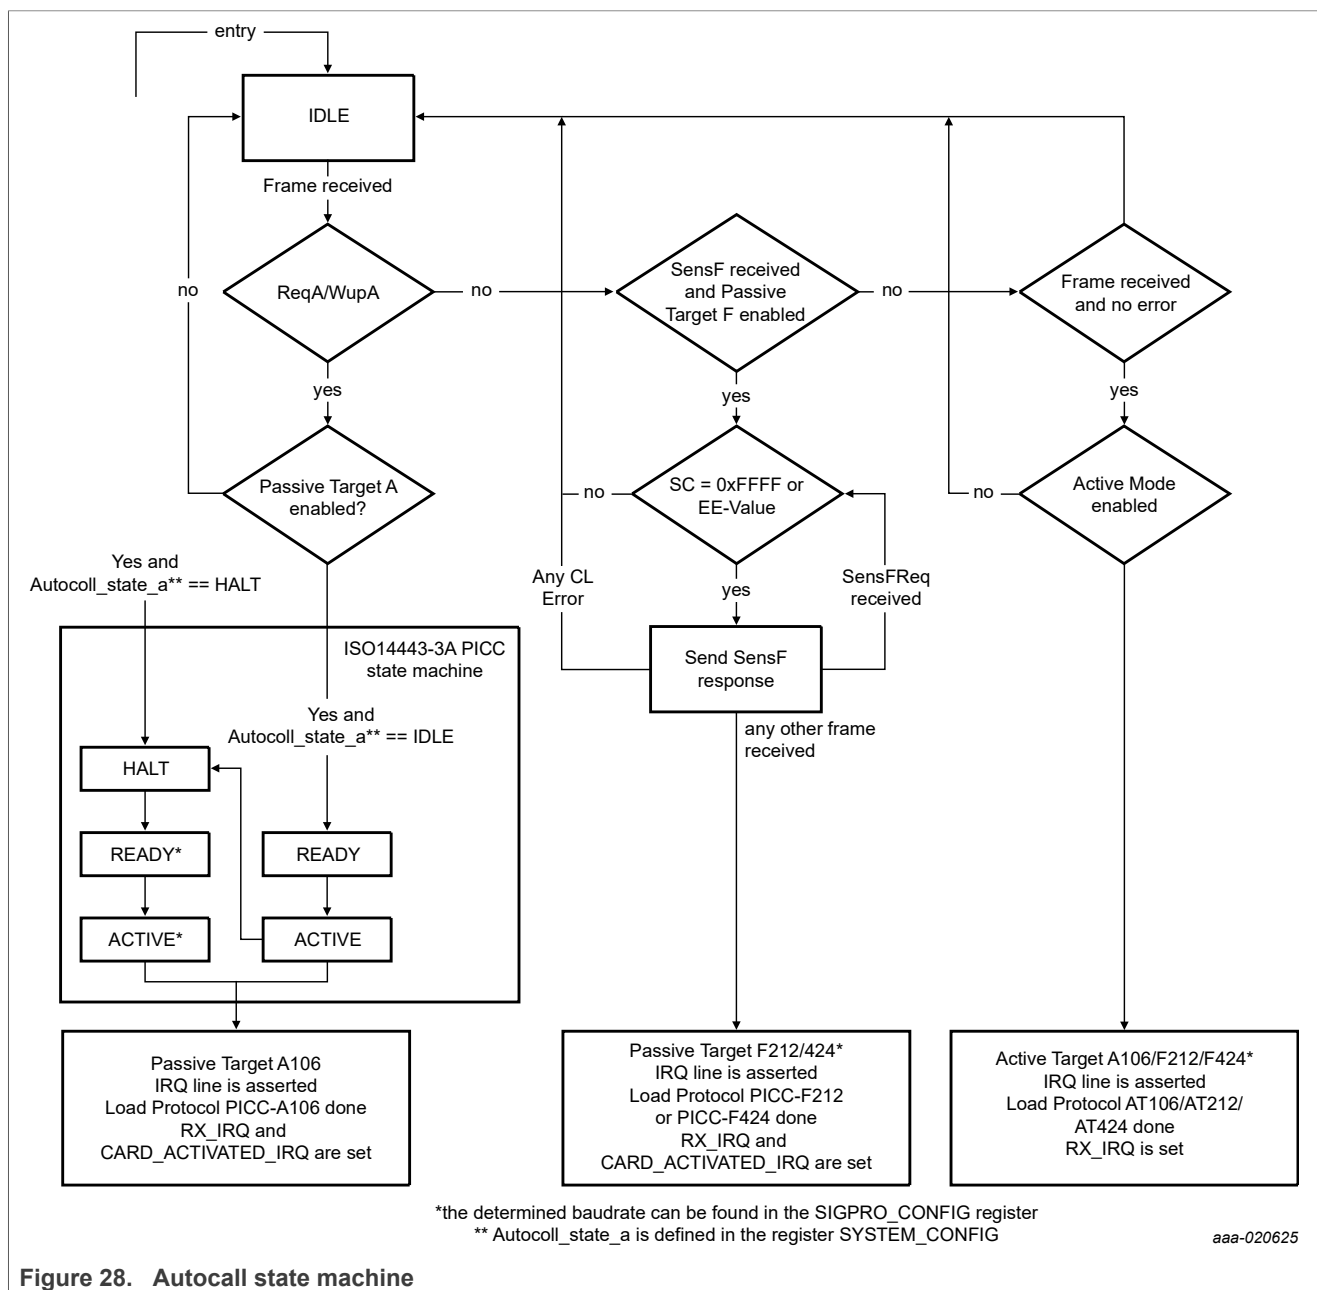 entry
IDLE
Frame received
ReqA/WupA
no
SensF received
and Passive
Target F enabled
no
Frame received
and no error
no
yes
yes
yes
Passive Target A
enabled?
no
SC = 0xFFFF or
EE-Value
no
Active Mode
enabled
Yes and
Autocoll_state_a** == HALT
Any CL
Error
yes
SensFReq
received
ISO14443-3A PICC
state machine
Send SensF
response
Yes and
Autocoll_state_a** == IDLE
any other frame
received
HALT
READY*
READY
ACTIVE*
ACTIVE
Passive Target A106
IRQ line is asserted
Load Protocol PICC-A106 done
RX_IRQ and
CARD_ACTIVATED_IRQ are set
Passive Target F212/424*
IRQ line is asserted
Load Protocol PICC-F212
or PICC-F424 done
RX_IRQ and
CARD_ACTIVATED_IRQ are set
Active Target A106/F212/F424*
IRQ line is asserted
Load Protocol AT106/AT212/
AT424 done
RX_IRQ is set
*the determined baudrate can be found in the SIGPRO_CONFIG register
** Autocoll_state_a is defined in the register SYSTEM_CONFIG
aaa-020625
Figure 28. Autocall state machine